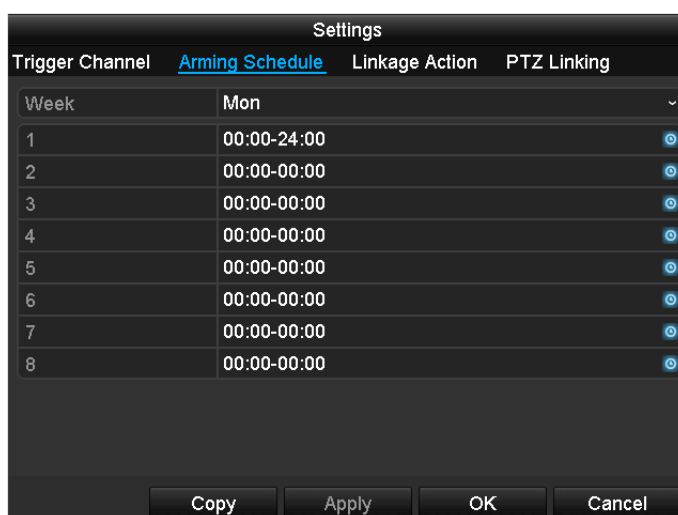 Settings
Trigger Channel Arming Schedule Linkage Action PTZ Linking
Week Mon
1 00:00-24:00
2 00:00-00:00
3 00:00-00:00
4 00:00-00:00
5 00:00-00:00
6 00:00-00:00
7 00:00-00:00
8 00:00-00:00
Copy Apply OK Cancel